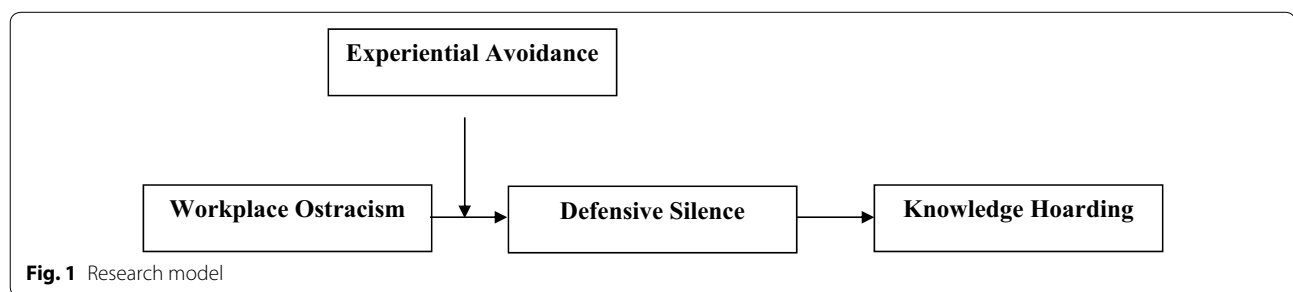 Experiential Avoidance
Workplace Ostracism
Defensive Silence
Knowledge Hoarding
Fig. 1 Research model